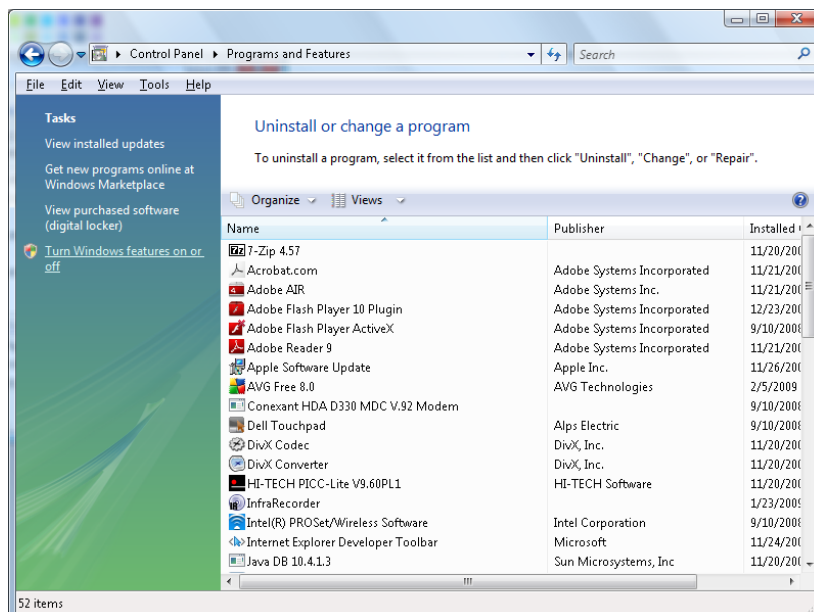 Control Panel Programs and Features Search
File Edit View Tools Help
Tasks
View installed updates
Get new programs online at
Windows Marketplace
View purchased software
(digital locker)
Turn Windows features on or
off
Uninstall or change a program
To uninstall a program, select it from the list and then click "Uninstall", "Change", or "Repair".
Organize Views
Name Publisher Installed
7-Zip 4.57 11/20/200
Acrobat.com Adobe Systems Incorporated 11/21/200
Adobe AIR Adobe Systems Inc. 11/21/200
Adobe Flash Player 10 Plugin Adobe Systems Incorporated 12/23/200
Adobe Flash Player ActiveX Adobe Systems Incorporated 9/10/2008
Adobe Reader 9 Adobe Systems Incorporated 11/21/200
Apple Software Update Apple Inc. 11/26/200
AVG Free 8.0 AVG Technologies 2/5/2009
Conexant HDA D330 MDC V.92 Modem 9/10/2008
Dell Touchpad Alps Electric 9/10/2008
DivX Codec DivX, Inc. 11/20/200
DivX Converter DivX, Inc. 11/20/200
HI-TECH PICC-Lite V9.60PL1 HI-TECH Software 11/20/200
InfraRecorder 1/23/2009
Intel(R) PROSet/Wireless Software Intel Corporation 9/10/2008
Internet Explorer Developer Toolbar Microsoft 11/24/200
Java DB 10.4.1.3 Sun Microsystems, Inc 11/20/200
52 items